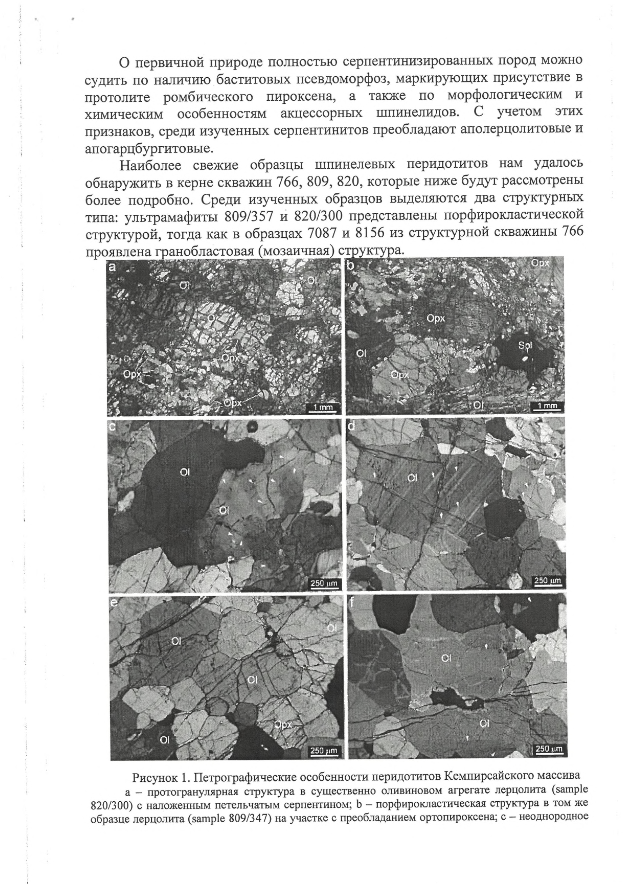 О первичной природе полностью серпентинизированных пород можно
судить по наличию баститовых псевдоморфоз, маркирующих присутствие в
протолите ромбического пироксена, а также по морфологическим и
химическим особенностям акцессорных шпинелидов. С учетом этих
признаков, среди изученных серпентинитов преобладают аполерцолитовые и
апогарцбургитовые.
Наиболее свежие образцы шпинелевых перидотитов нам удалось
обнаружить в керне скважин 766, 809, 820, которые ниже будут рассмотрены
более подробно. Среди изученных образцов выделяются два структурных
типа: ультрамафиты 809/357 и 820/300 представлены порфирокластической
структурой, тогда как в образцах 7087 и 8156 из структурной скважины 766
проявлена гранобластовая (мозаичная) структура.
a
Ol
Ol
Ol
Opx
Opx
Opx
1 mm
b
Opx
Opx
Ol
Spl
Opx
Ol
1 mm
c
Ol
Ol
250 µm
d
Ol
250 µm
e
Ol
Ol
Ol
Ol
Opx
250 µm
f
Ol
Ol
250 µm
Рисунок 1. Петрографические особенности перидотитов Кемпирсайского массива
a – протогранулярная структура в существенно оливиновом агрегате лерцолита (sample
820/300) с наложенным петельчатым серпентином; b – порфирокластическая структура в том же
образце лерцолита (sample 809/347) на участке с преобладанием ортопироксена; c – неоднородное